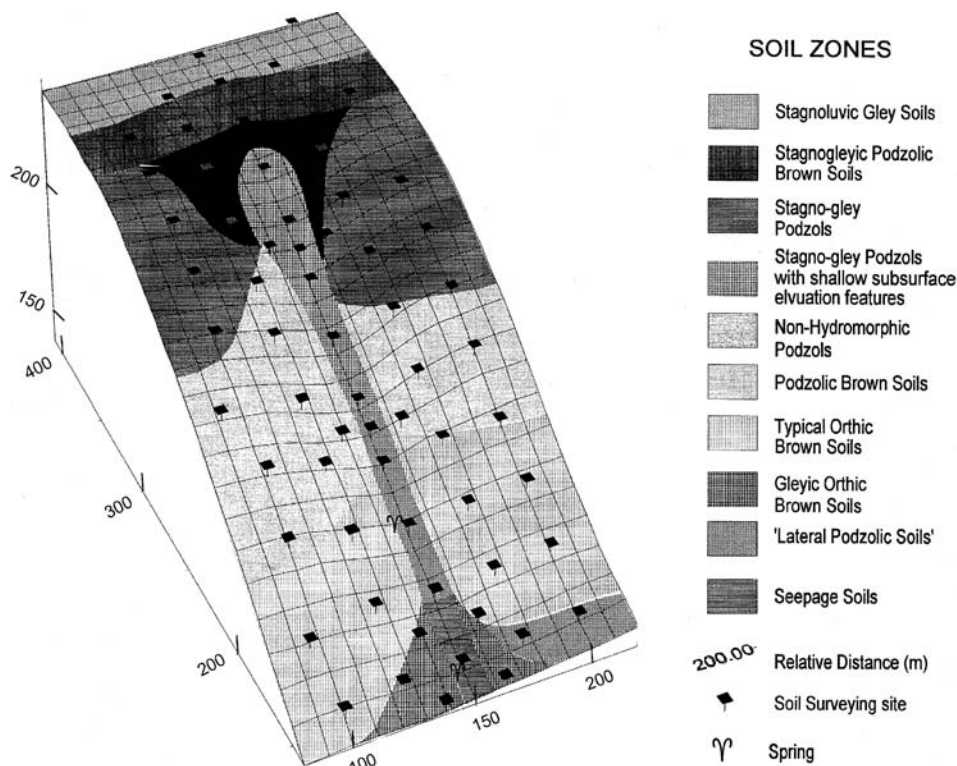 SOIL ZONES
Stagnoluvic Gley Soils
Stagnogleyic Podzolic
Brown Soils
Stagno-gley
Podzols
Stagno-gley Podzols
with shallow subsurface
elvuation features
Non-Hydromorphic
Podzols
Podzolic Brown Soils
Typical Orthic
Brown Soils
Gleyic Orthic
Brown Soils
'Lateral Podzolic Soils'
Seepage Soils
200.00
Relative Distance (m)
Soil Surveying site
Spring
200
150
400
300
200
100
150
200